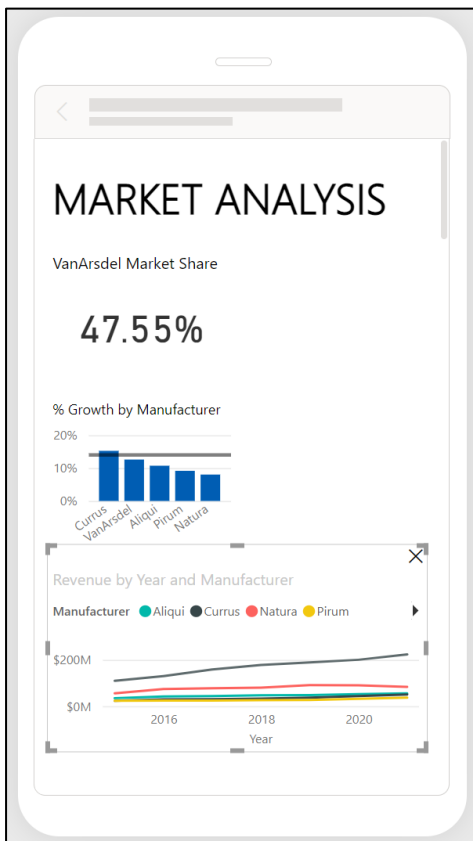 MARKET ANALYSIS
VanArsdel Market Share
47.55%
% Growth by Manufacturer
20%
10%
0%
Currus
VanArsdel
Aliqui
Pirum
Natura
Revenue by Year and Manufacturer
Manufacturer Aliqui Currus Natura Pirum
$200M
$0M
2016 2018 2020
Year